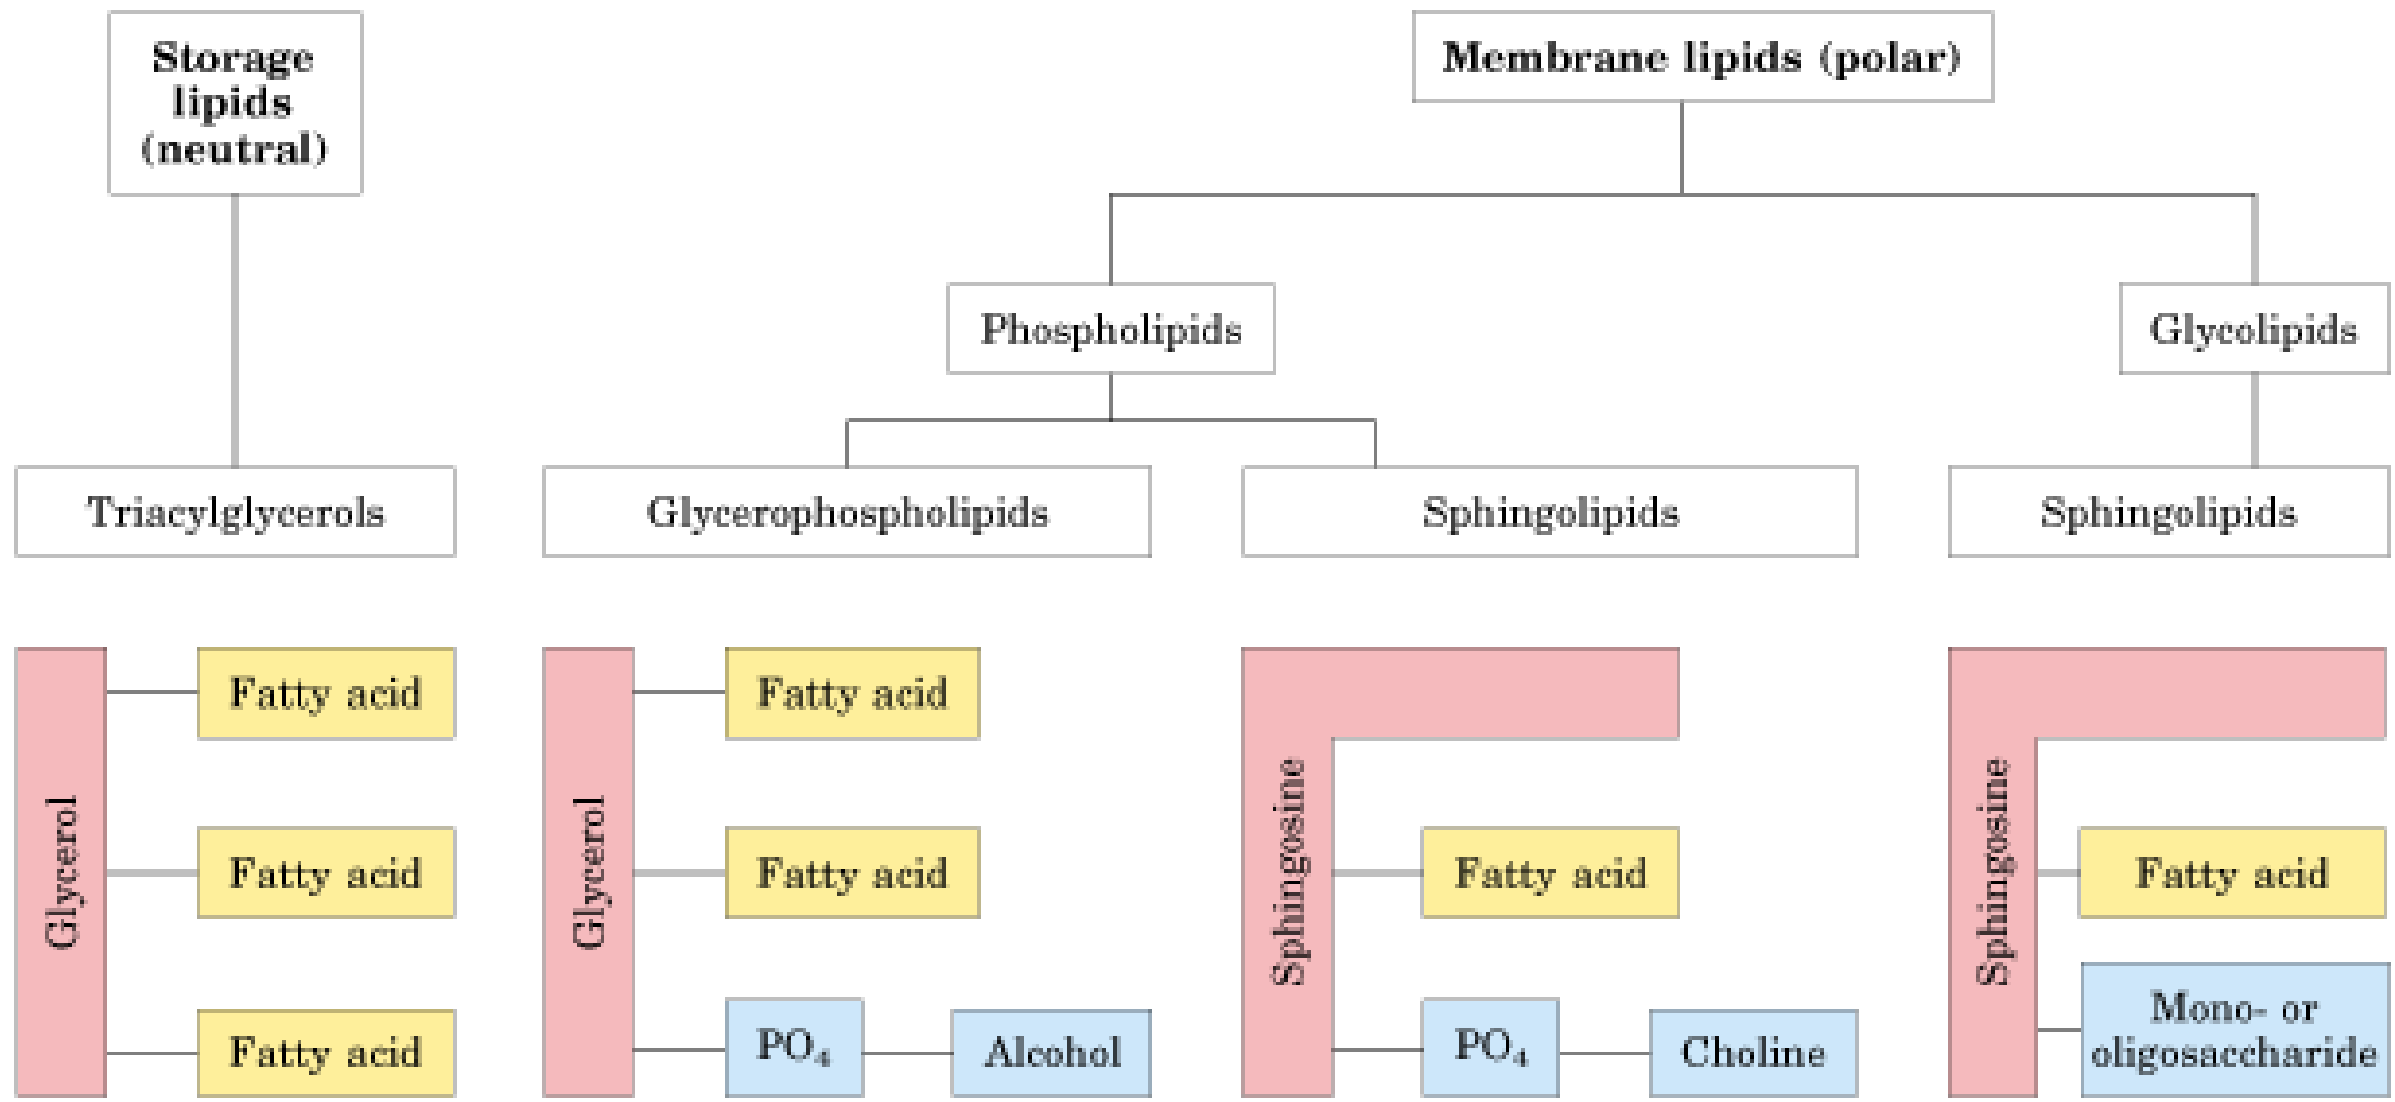 Storage
lipids
(neutral)
Membrane lipids (polar)
Phospholipids
Glycolipids
Triacylglycerols
Glycerophospholipids
Sphingolipids
Sphingolipids
Glycerol
Fatty acid
Fatty acid
Fatty acid
Glycerol
Fatty acid
Fatty acid
PO₄
Alcohol
Sphingosine
Fatty acid
PO₄
Choline
Sphingosine
Fatty acid
Mono- or
oligosaccharide